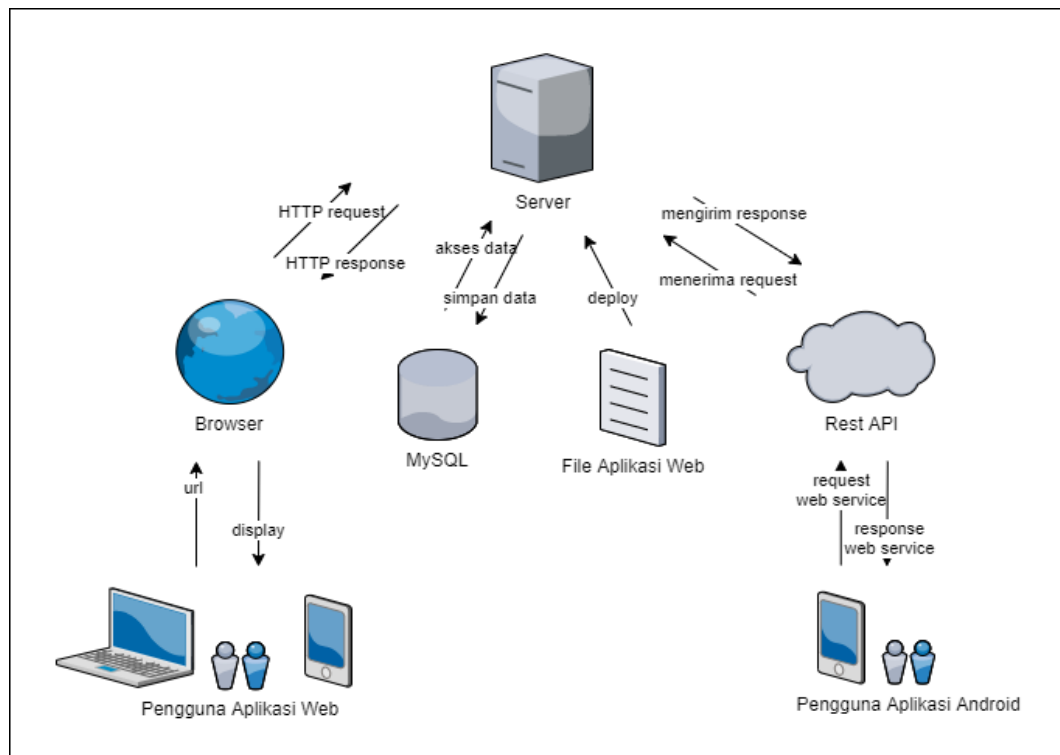 Server
HTTP request
mengirim response
akses data
HTTP response
menerima request
simpan data
deploy
Browser
Rest API
MySQL
File Aplikasi Web
url
request
web service
display
response
web service
Pengguna Aplikasi Web
Pengguna Aplikasi Android